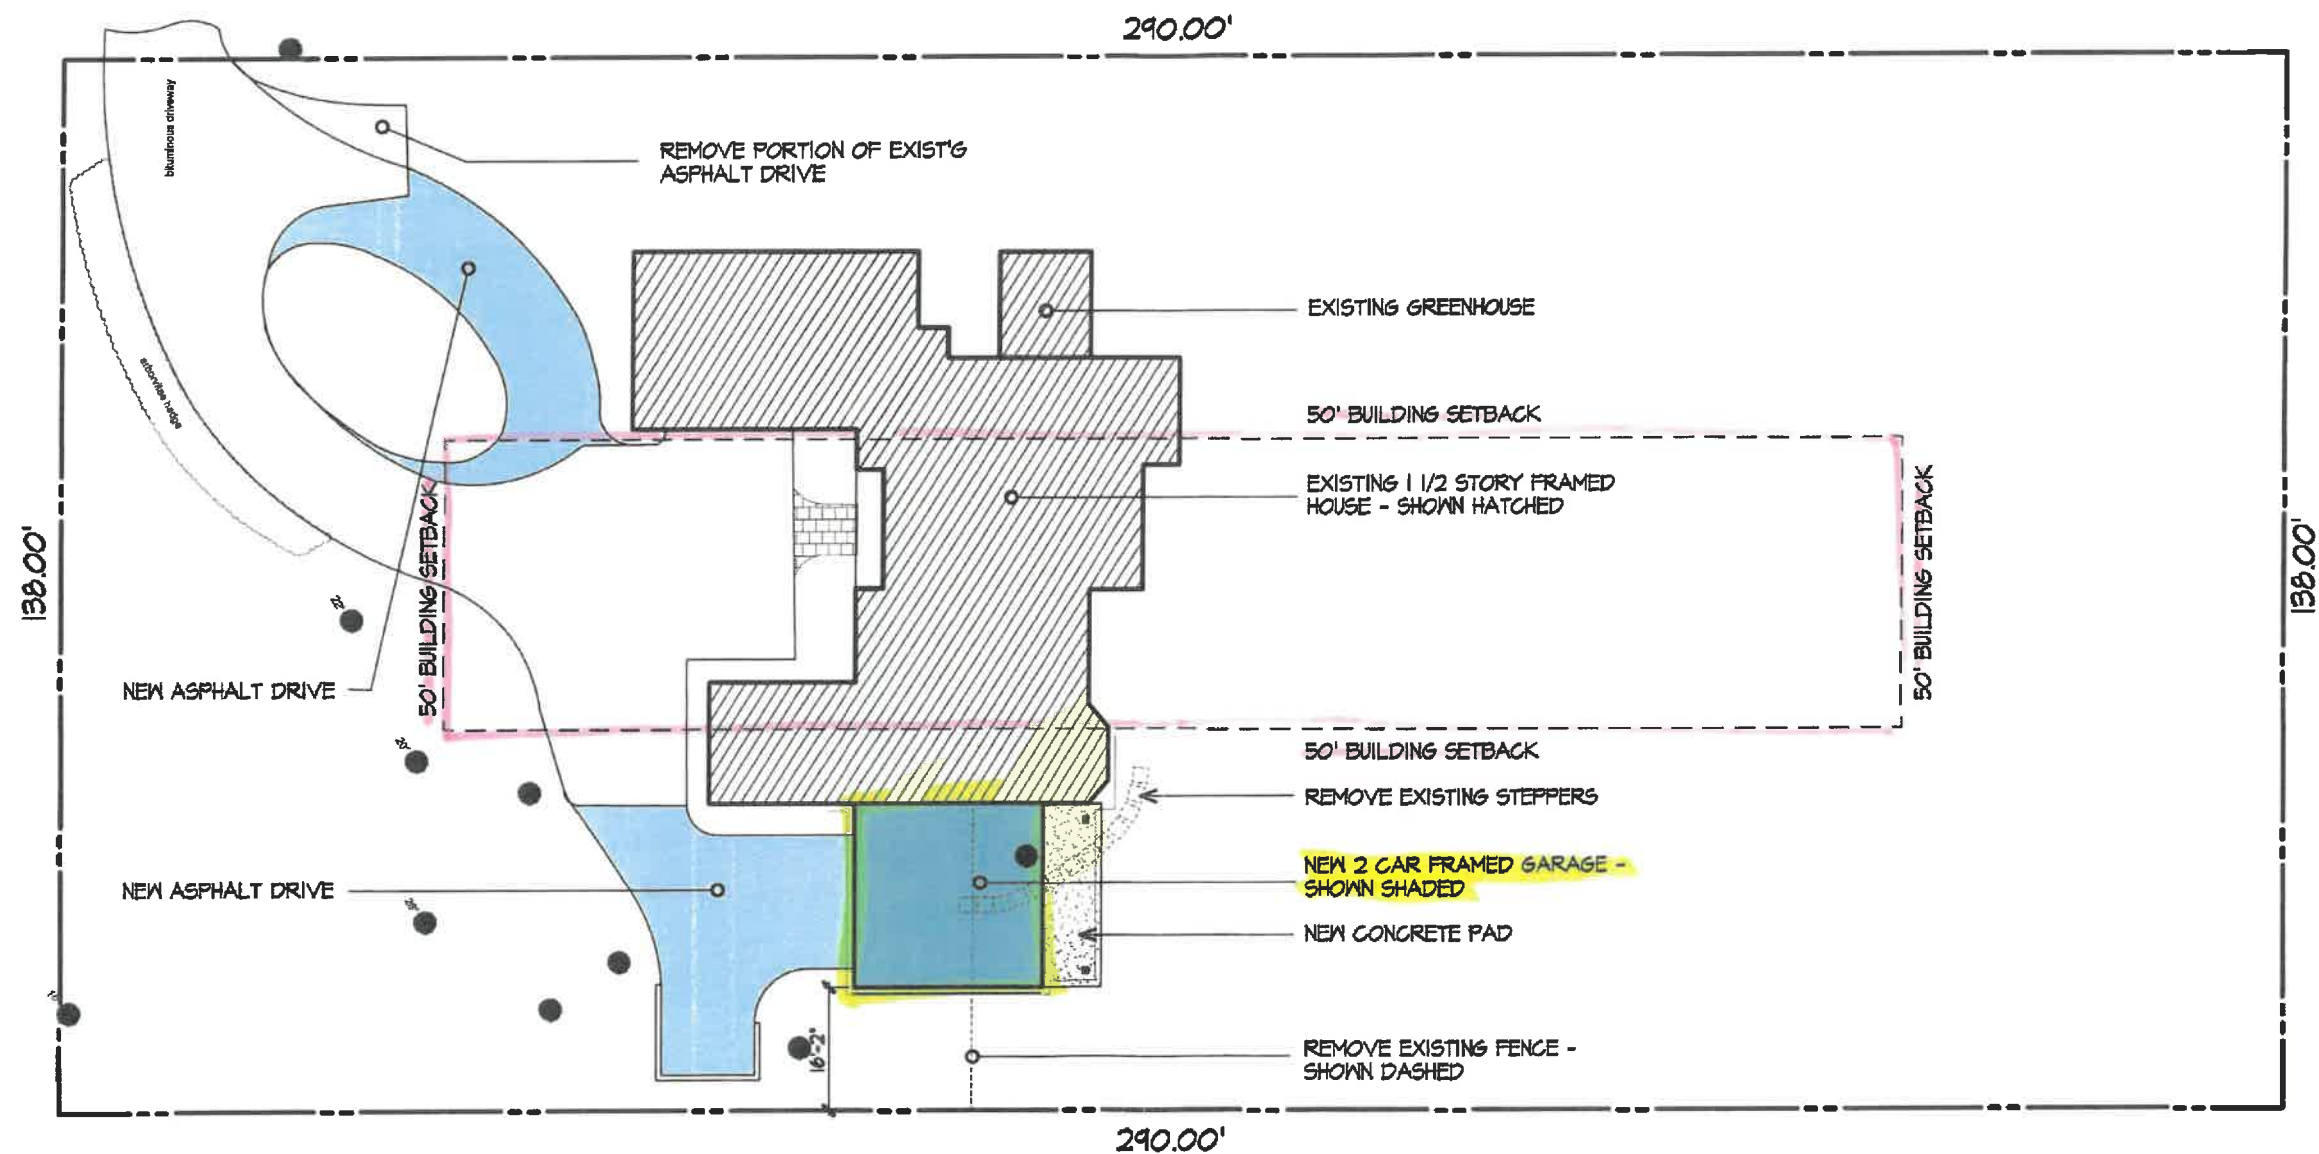 290.00'
bituminous driveway
REMOVE PORTION OF EXIST'G
ASPHALT DRIVE
EXISTING GREENHOUSE
arborvitae hedge
50' BUILDING SETBACK
EXISTING 1 1/2 STORY FRAMED
HOUSE - SHOWN HATCHED
138.00'
50' BUILDING SETBACK
50' BUILDING SETBACK
138.00'
22"
NEW ASPHALT DRIVE
20"
50' BUILDING SETBACK
REMOVE EXISTING STEPPERS
NEW 2 CAR FRAMED GARAGE -
SHOWN SHADED
NEW ASPHALT DRIVE
NEW CONCRETE PAD
16'-2"
REMOVE EXISTING FENCE -
SHOWN DASHED
290.00'